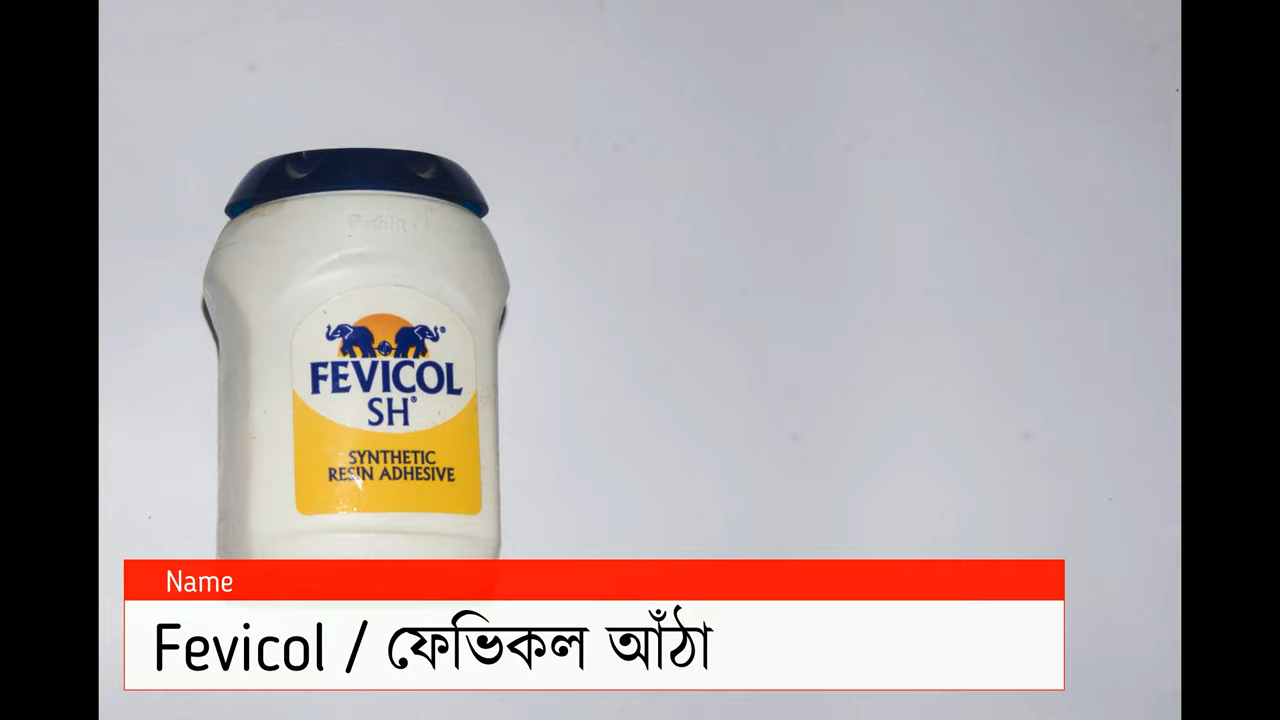 FEVICOL
SH®
SYNTHETIC
RESIN ADHESIVE
Name
Fevicol / ফেভিকল আঁঠা